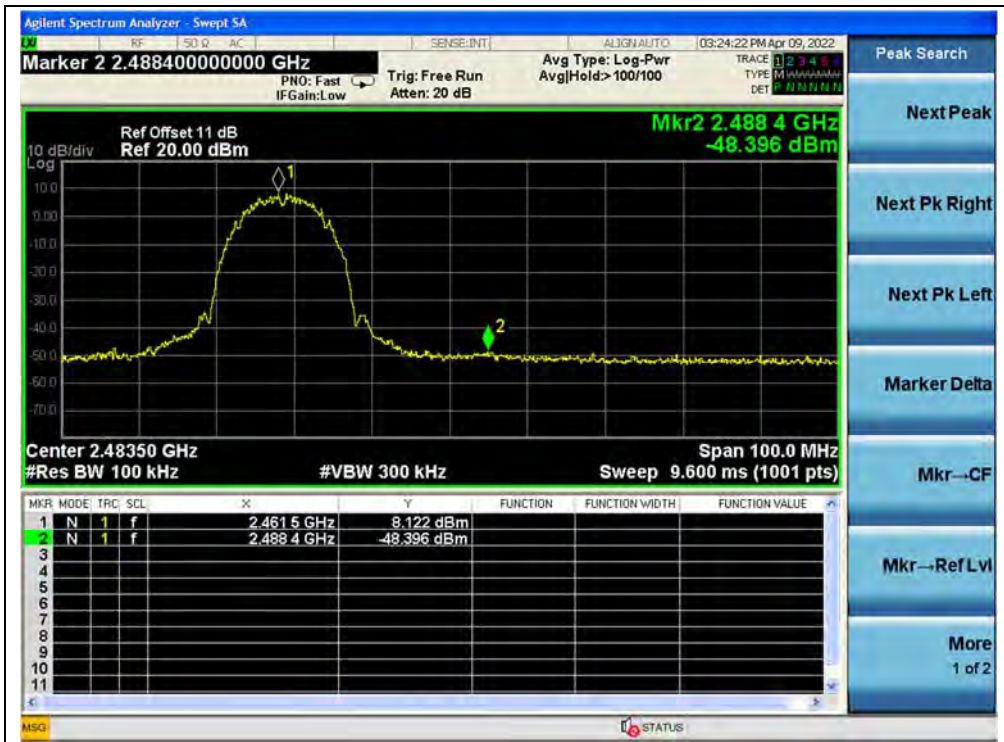 Agilent Spectrum Analyzer - Swept SA
LXI RF 50 Ω AC SENSE:INT ALIGN AUTO 03:24:22 PM Apr 09, 2022
Marker 2 2.488400000000 GHz
PNO: Fast
IFGain:Low
Trig: Free Run
Atten: 20 dB
Avg Type: Log-Pwr
Avg|Hold:> 100/100
TRACE 1 2 3 4 5 6
TYPE M
DET P N N N N N
Ref Offset 11 dB
Ref 20.00 dBm
10 dB/div
Log
Mkr2 2.488 4 GHz
-48.396 dBm
10.0
0.00
-10.0
-20.0
-30.0
-40.0
-50.0
-60.0
-70.0
1
2
Center 2.48350 GHz
#Res BW 100 kHz
#VBW 300 kHz
Span 100.0 MHz
Sweep 9.600 ms (1001 pts)
MKR MODE TRC SCL X Y FUNCTION FUNCTION WIDTH FUNCTION VALUE
1 N 1 f 2.461 5 GHz 8.122 dBm
2 N 1 f 2.488 4 GHz -48.396 dBm
3
4
5
6
7
8
9
10
11
MSG STATUS
Peak Search
Next Peak
Next Pk Right
Next Pk Left
Marker Delta
Mkr→CF
Mkr→Ref Lvl
More
1 of 2